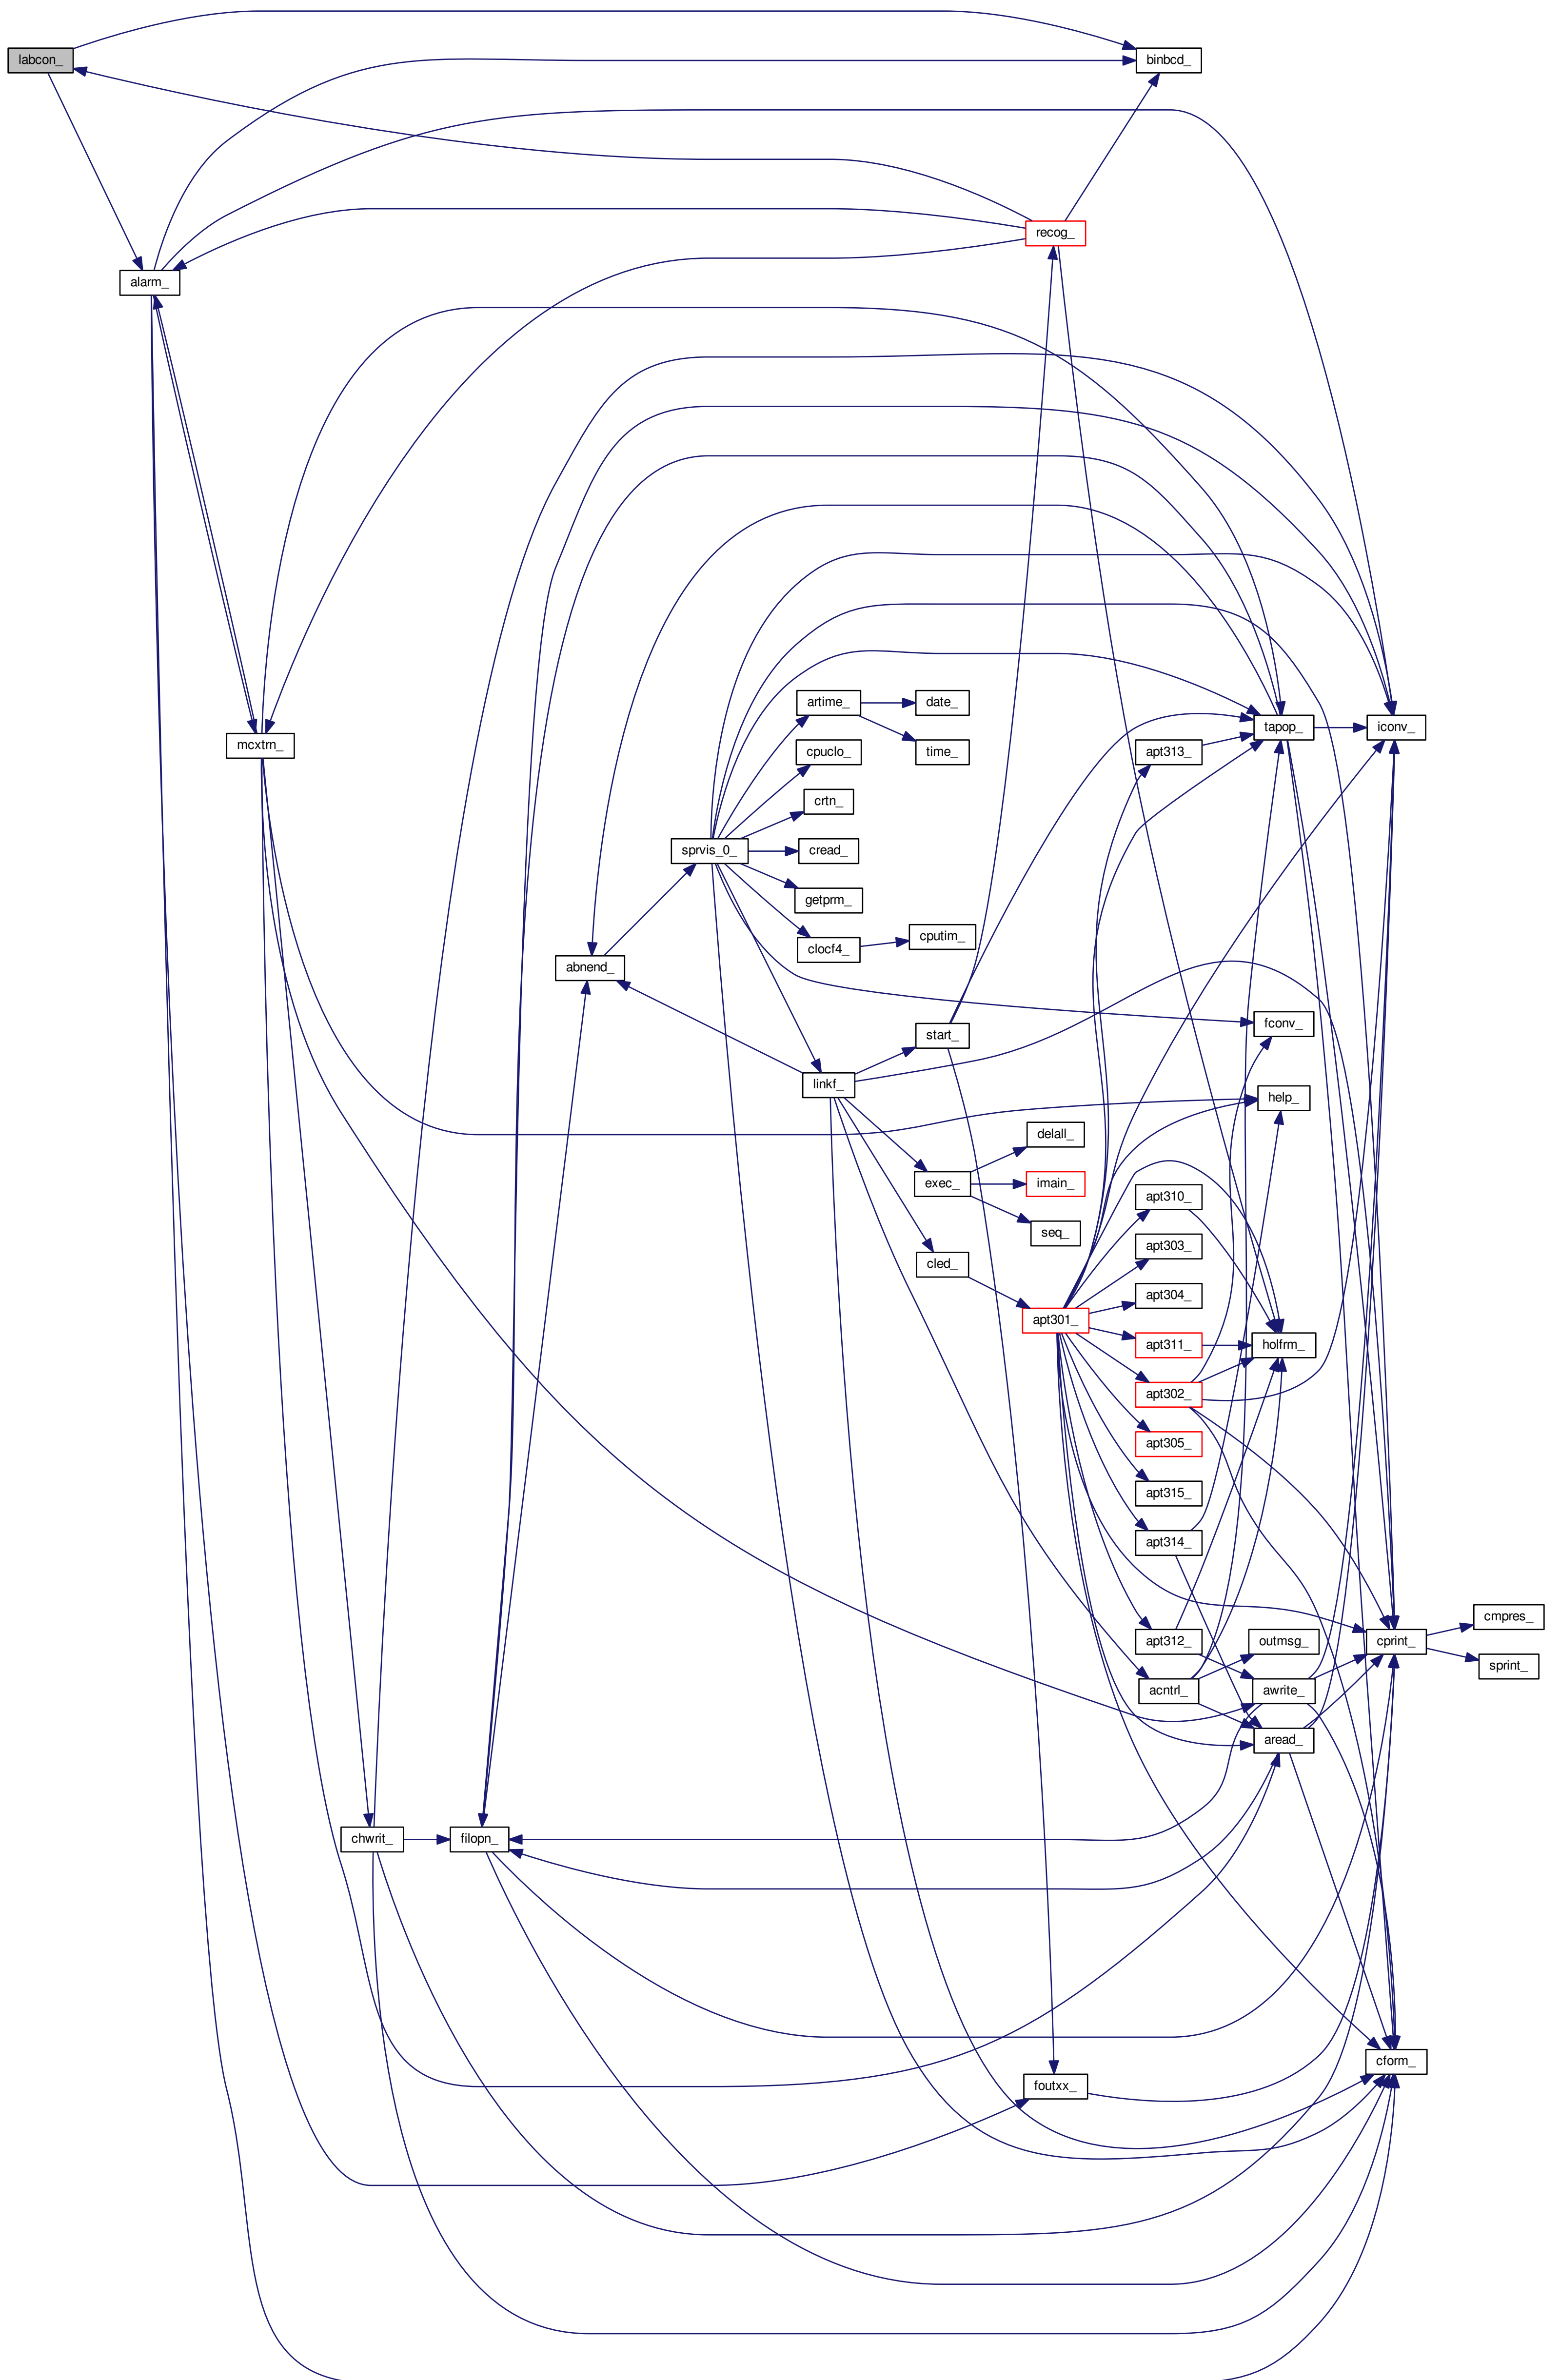 labcon_
binbcd_
recog_
alarm_
artime_
date_
mcxtrn_
cpuclo_
time_
apt313_
tapop_
iconv_
crtn_
sprvis_0_
cread_
getprm_
clocf4_
cputim_
abnend_
start_
fconv_
linkf_
help_
delall_
exec_
imain_
apt310_
seq_
apt303_
cled_
apt304_
apt301_
apt311_
holfrm_
apt302_
apt305_
apt315_
apt314_
cmpres_
apt312_
outmsg_
cprint_
sprint_
acntrl_
awrite_
aread_
chwrit_
filopn_
cform_
foutxx_